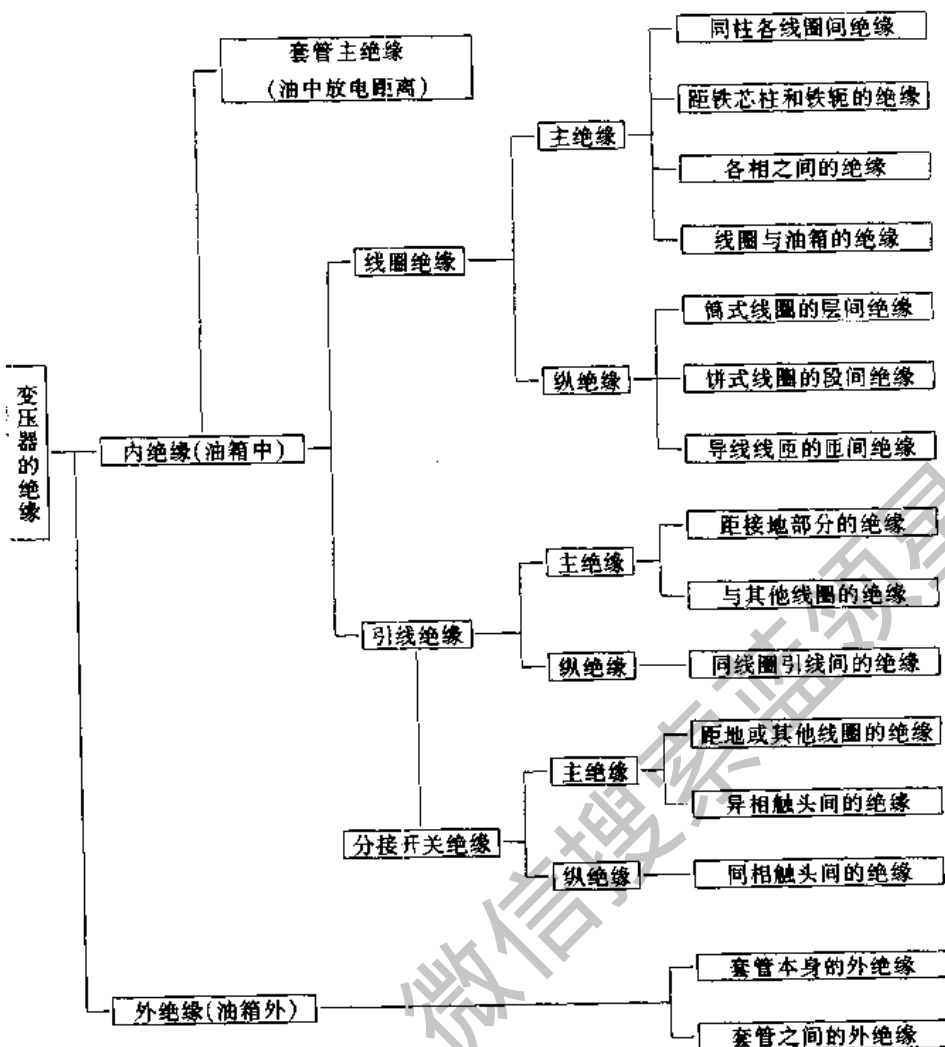 套管主绝缘
(油中放电距离)
同柱各线圈间绝缘
距铁芯柱和铁轭的绝缘
主绝缘
各相之间的绝缘
线圈与油箱的绝缘
线圈绝缘
筒式线圈的层间绝缘
纵绝缘
饼式线圈的段间绝缘
导线线匝的匝间绝缘
变压器的绝缘
内绝缘(油箱中)
距接地部分的绝缘
主绝缘
与其他线圈的绝缘
引线绝缘
纵绝缘
同线圈引线间的绝缘
距地或其他线圈的绝缘
主绝缘
异相触头间的绝缘
分接开关绝缘
纵绝缘
同相触头间的绝缘
套管本身的外绝缘
外绝缘(油箱外)
套管之间的外绝缘
微信搜索蓝领星